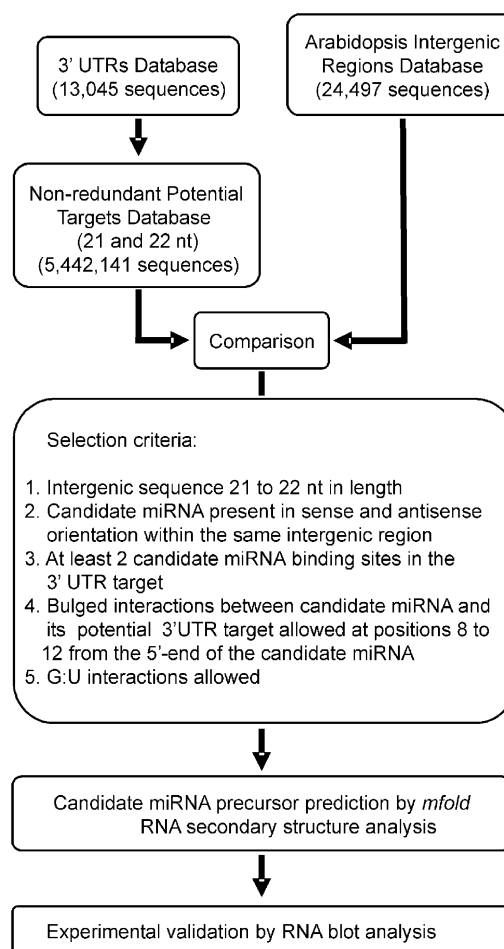 3’ UTRs Database
(13,045 sequences)
Arabidopsis Intergenic
Regions Database
(24,497 sequences)
Non-redundant Potential
Targets Database
(21 and 22 nt)
(5,442,141 sequences)
Comparison
Selection criteria:
1. Intergenic sequence 21 to 22 nt in length
2. Candidate miRNA present in sense and antisense
orientation within the same intergenic region
3. At least 2 candidate miRNA binding sites in the
3’ UTR target
4. Bulged interactions between candidate miRNA and
its potential 3’UTR target allowed at positions 8 to
12 from the 5’-end of the candidate miRNA
5. G:U interactions allowed
Candidate miRNA precursor prediction by mfold
RNA secondary structure analysis
Experimental validation by RNA blot analysis